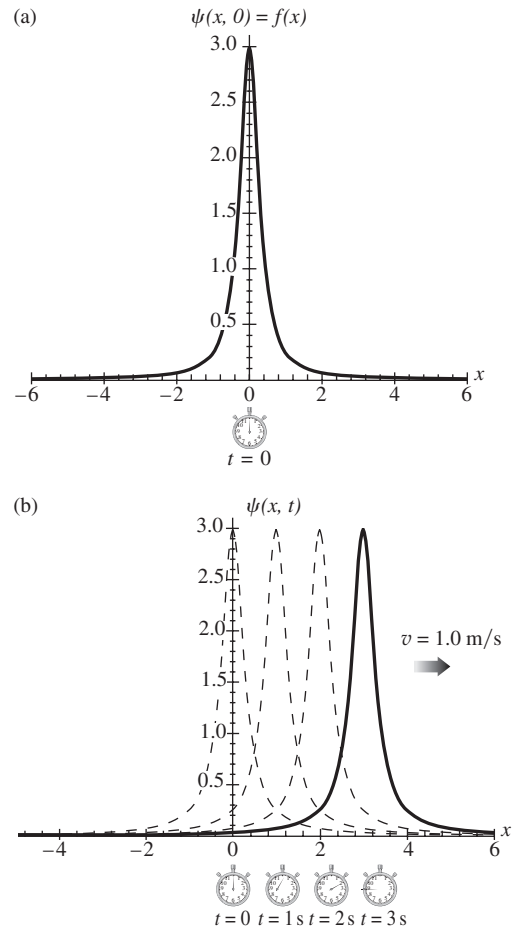 (a)
ψ(x, 0) = f(x)
3.0
2.5
2.0
1.5
1.0
0.5
x
−6 −4 −2 0 2 4 6
t = 0
(b)
ψ(x, t)
3.0
2.5
2.0
1.5
1.0
0.5
v = 1.0 m/s
x
−4 −2 0 2 4 6
t = 0 t = 1 s t = 2 s t = 3 s